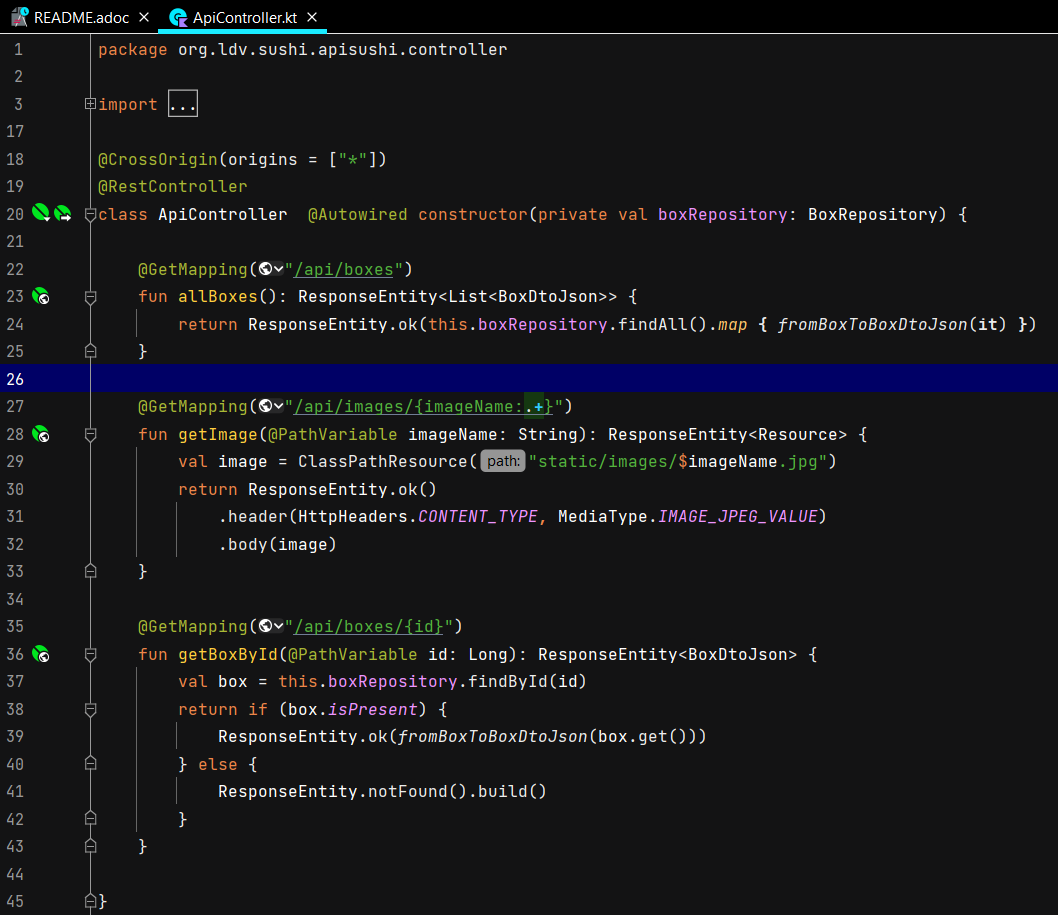 README.adoc × ApiController.kt ×
1 package org.ldv.sushi.apisushi.controller
2
3 import ...
17
18 @CrossOrigin(origins = ["*"])
19 @RestController
20 class ApiController  @Autowired constructor(private val boxRepository: BoxRepository) {
21
22     @GetMapping("/api/boxes")
23     fun allBoxes(): ResponseEntity<List<BoxDtoJson>> {
24         return ResponseEntity.ok(this.boxRepository.findAll().map { fromBoxToBoxDtoJson(it) })
25     }
26
27     @GetMapping("/api/images/{imageName:.+}")
28     fun getImage(@PathVariable imageName: String): ResponseEntity<Resource> {
29         val image = ClassPathResource( path: "static/images/$imageName.jpg")
30         return ResponseEntity.ok()
31             .header(HttpHeaders.CONTENT_TYPE, MediaType.IMAGE_JPEG_VALUE)
32             .body(image)
33     }
34
35     @GetMapping("/api/boxes/{id}")
36     fun getBoxById(@PathVariable id: Long): ResponseEntity<BoxDtoJson> {
37         val box = this.boxRepository.findById(id)
38         return if (box.isPresent) {
39             ResponseEntity.ok(fromBoxToBoxDtoJson(box.get()))
40         } else {
41             ResponseEntity.notFound().build()
42         }
43     }
44
45 }